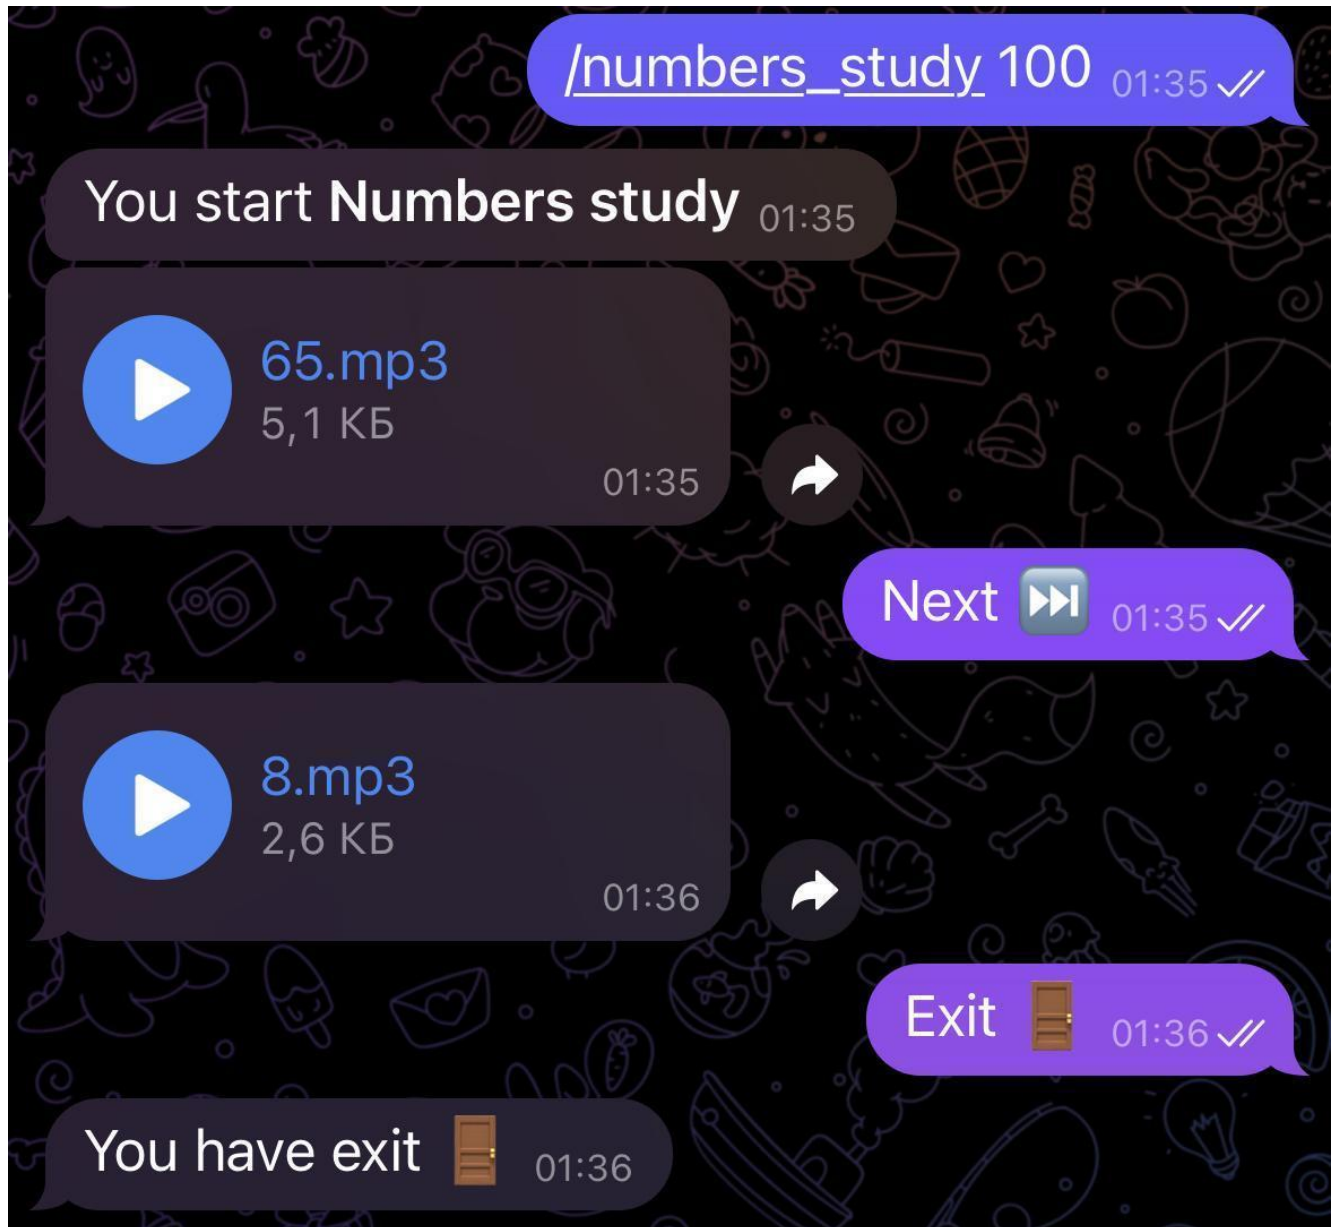 /numbers_study 100 01:35
You start Numbers study 01:35
65.mp3
5,1 КБ
01:35
Next ⏭️ 01:35
8.mp3
2,6 КБ
01:36
Exit 🚪 01:36
You have exit 🚪 01:36